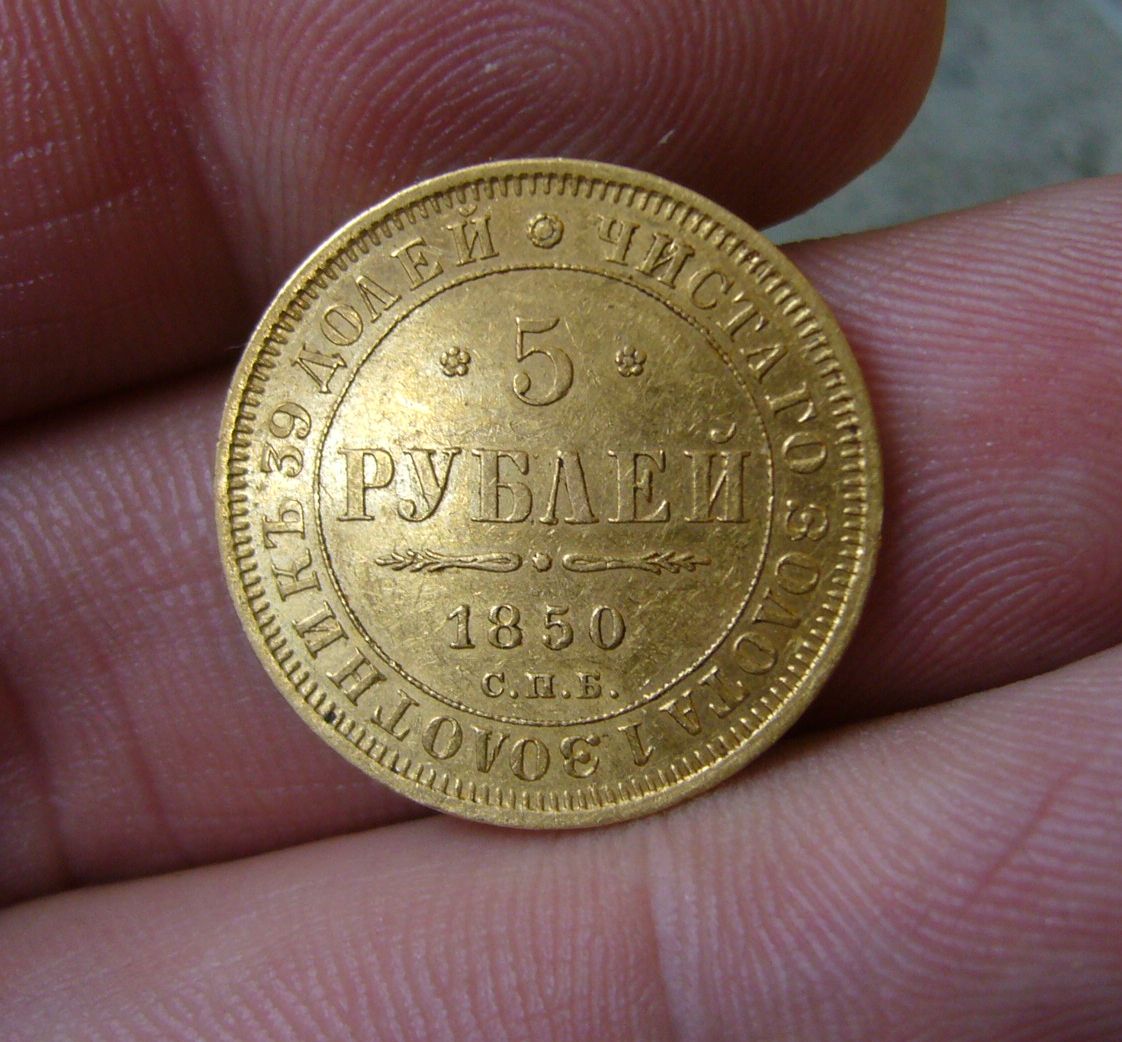 ЧИСТАГО ЗОЛОТА 1 ЗОЛОТНИКЪ 39 ДОЛЕЙ
5
РУБЛЕЙ
1850
С.П.Б.